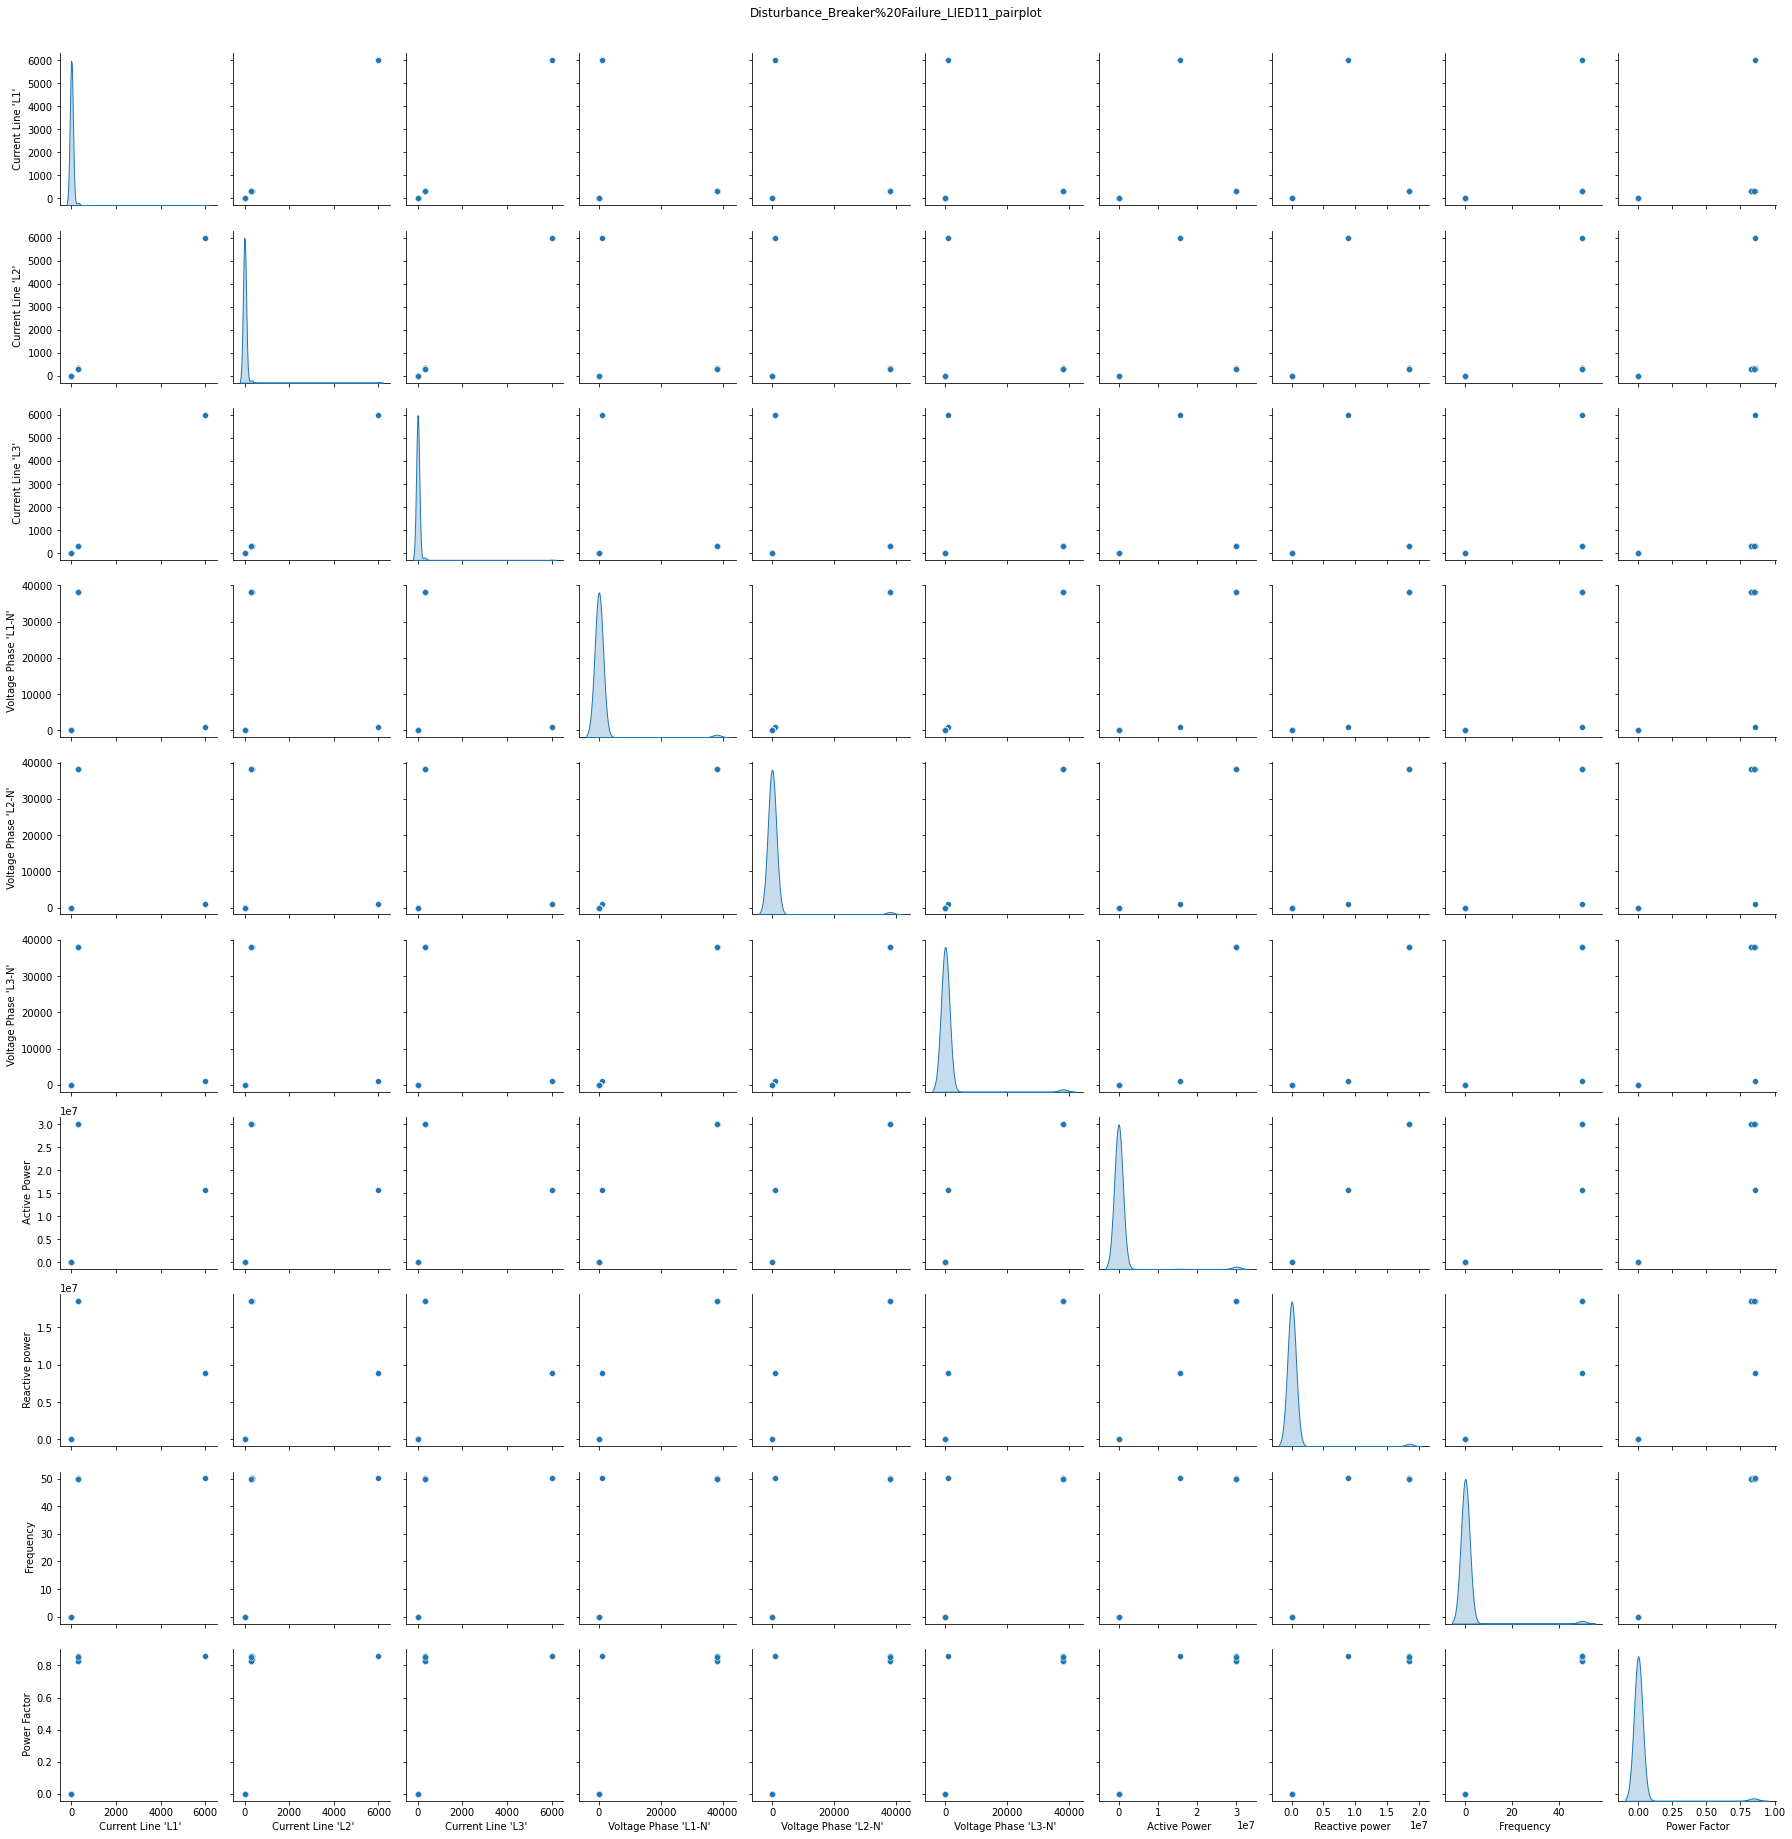 Disturbance_Breaker%20Failure_LIED11_pairplot
6000
5000
4000
3000
2000
1000
0
Current Line 'L1'
6000
5000
4000
3000
2000
1000
0
Current Line 'L2'
6000
5000
4000
3000
2000
1000
0
Current Line 'L3'
40000
30000
20000
10000
0
Voltage Phase 'L1-N'
40000
30000
20000
10000
0
Voltage Phase 'L2-N'
40000
30000
20000
10000
0
Voltage Phase 'L3-N'
1e7
3.0
2.5
2.0
1.5
1.0
0.5
0.0
Active Power
1e7
1.5
1.0
0.5
0.0
Reactive power
50
40
30
20
10
0
Frequency
0.8
0.6
0.4
0.2
0.0
Power Factor
0 2000 4000 6000
Current Line 'L1'
0 2000 4000 6000
Current Line 'L2'
0 2000 4000 6000
Current Line 'L3'
0 20000 40000
Voltage Phase 'L1-N'
0 20000 40000
Voltage Phase 'L2-N'
0 20000 40000
Voltage Phase 'L3-N'
0 1 2 3
Active Power 1e7
0.0 0.5 1.0 1.5 2.0
Reactive power 1e7
0 20 40
Frequency
0.00 0.25 0.50 0.75 1.00
Power Factor